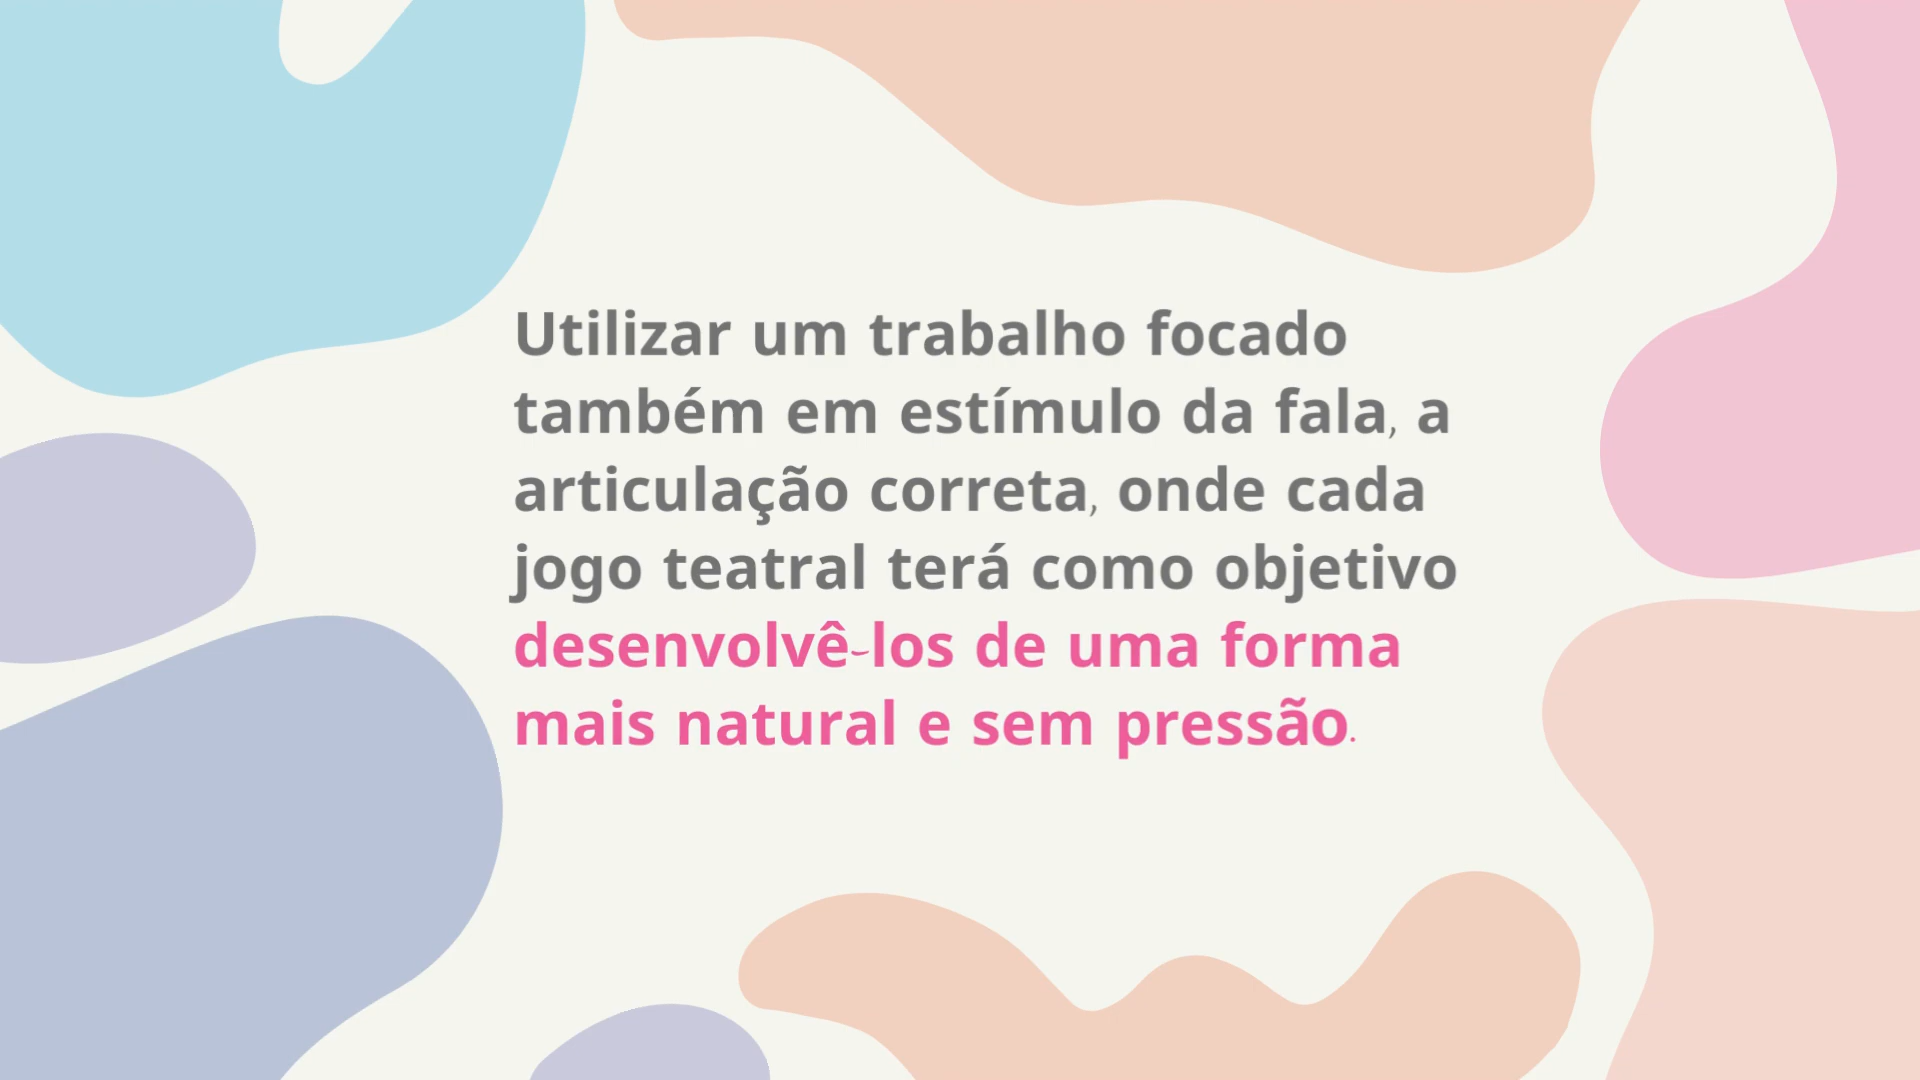 Utilizar um trabalho focado
também em estímulo da fala, a
articulação correta, onde cada
jogo teatral terá como objetivo
desenvolvê-los de uma forma
mais natural e sem pressão.